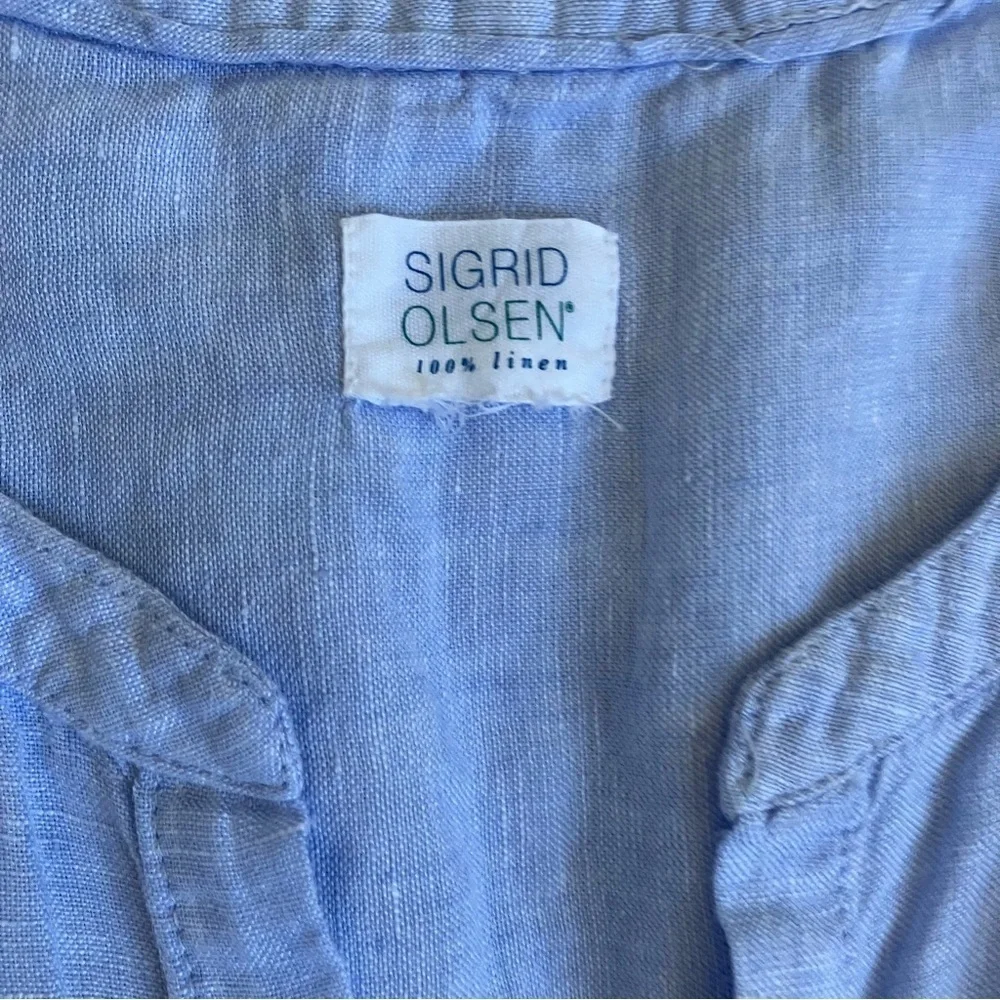 SIGRID
OLSEN®
100% linen